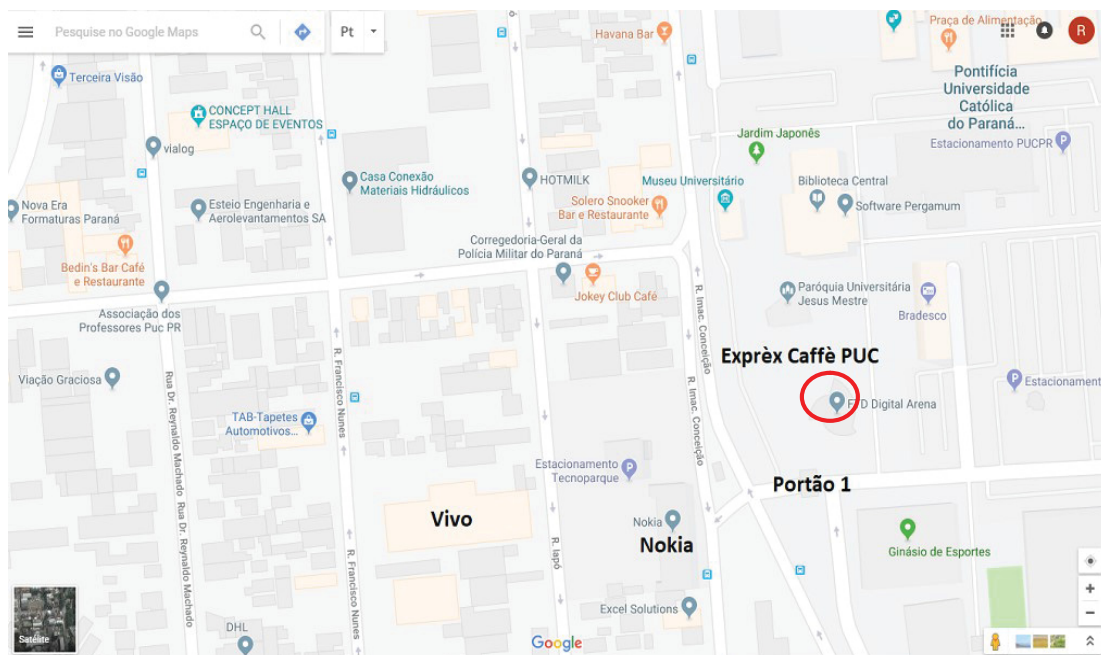 Pesquise no Google Maps
Pt
Havana Bar
Praça de Alimentação
R
Terceira Visão
Pontifícia
Universidade
Católica
do Paraná...
CONCEPT HALL
ESPAÇO DE EVENTOS
Jardim Japonês
Estacionamento PUCPR
P
vialog
Casa Conexão
Materiais Hidráulicos
HOTMILK
Museu Universitário
Biblioteca Central
Nova Era
Formaturas Paraná
Esteio Engenharia e
Aerolevantamentos SA
Solero Snooker
Bar e Restaurante
Software Pergamum
Corregedoria-Geral da
Polícia Militar do Paraná
Bedin's Bar Café
e Restaurante
Jokey Club Café
R. Imac. Conceição
Paróquia Universitária
Jesus Mestre
Bradesco
Associação dos
Professores Puc PR
Exprèx Caffè PUC
R. Francisco Nunes
Viação Graciosa
Rua Dr. Reynaldo Machado
R. Imac. Conceição
P
Estacionament
TAB-Tapetes
Automotivos...
FTD Digital Arena
Estacionamento
Tecnoparque
P
Portão 1
Vivo
Nokia
Nokia
Rua Dr. Reynaldo Machado
R. Francisco Nunes
R. Iapó
Ginásio de Esportes
Excel Solutions
DHL
Satélite
Google
+
−